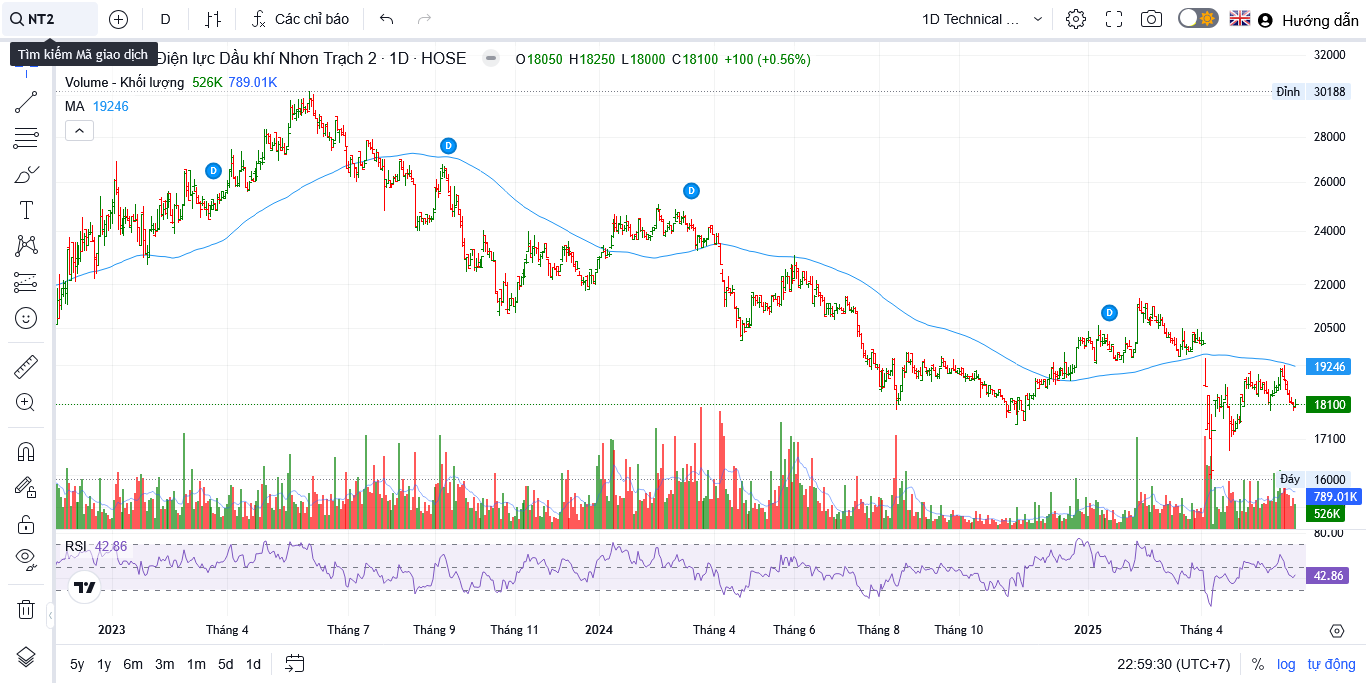 NT2
D
Các chỉ báo
1D Technical ...
Hướng dẫn
Tìm kiếm Mã giao dịch
Điện lực Dầu khí Nhơn Trạch 2 · 1D · HOSE
O18050 H18250 L18000 C18100 +100 (+0.56%)
Volume - Khối lượng 526K 789.01K
MA 19246
32000
Đỉnh 30188
28000
26000
24000
22000
20500
19246
18100
17100
Đáy 16000
789.01K
526K
80.00
RSI 42.86
42.86
D
D
D
D
2023 Tháng 4 Tháng 7 Tháng 9 Tháng 11 2024 Tháng 4 Tháng 6 Tháng 8 Tháng 10 2025 Tháng 4
5y 1y 6m 3m 1m 5d 1d
22:59:30 (UTC+7) % log tự động